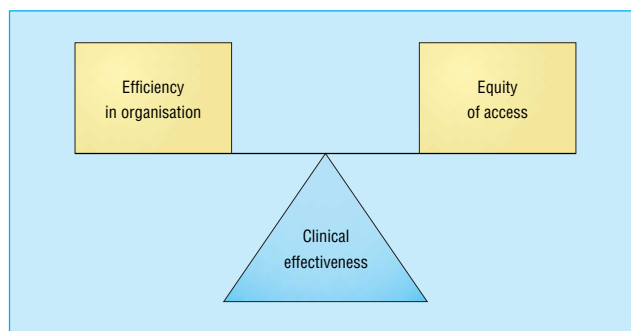 Efficiency
in organisation
Equity
of access
Clinical
effectiveness